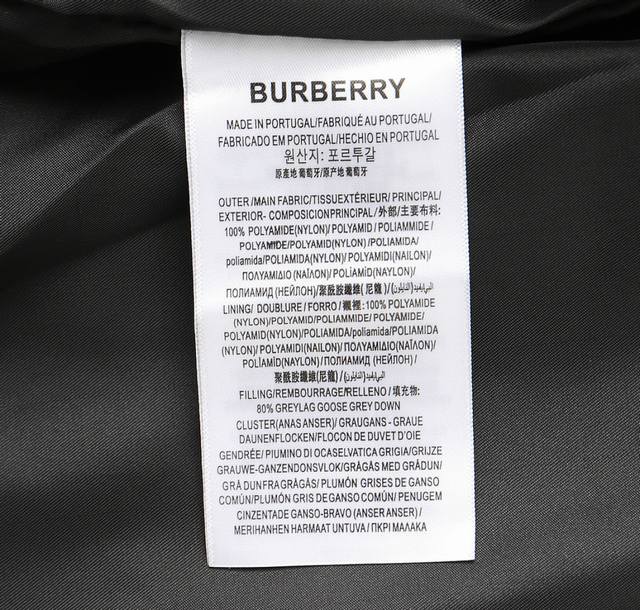 BURBERRY
MADE IN PORTUGAL/FABRIQUÉ AU PORTUGAL/
FABRICADO EM PORTUGAL/HECHO EN PORTUGAL
원산지: 포르투갈
原產地 葡萄牙/原产地 葡萄牙
OUTER /MAIN FABRIC/TISSUEXTÉRIEUR/ PRINCIPAL/
EXTERIOR- COMPOSICIONPRINCIPAL /外部/主要布料:
100% POLYAMIDE(NYLON)/ POLYAMID / POLIAMMIDE /
POLYAMIDE/POLYAMID(NYLON) /POLIAMIDA/
poliamida/POLIAMIDA(NYLON)/POLYAMIDI(NAILON)/
ΠΟΛΥΑΜΙΔΙΟ (ΝΑΪΛΟΝ)/ POLÍAMÍD(NAYLON)/
ПОЛИАМИД (НЕЙЛОН)/聚酰胺纖維( 尼龍 ) /
LINING/ DOUBLURE / FORRO / 襯裡:100% POLYAMIDE
(NYLON)/POLYAMID/POLIAMMIDE/ POLYAMIDE/
POLYAMID(NYLON)/POLIAMIDA/poliamida/POLIAMIDA
(NYLON)/ POLYAMIDI(NAILON)/ ΠΟΛΥΑΜΙΔΙΟ(ΝΑΪΛΟΝ)/
POLÍAMÍD(NAYLON) /ПОЛИАМИД (НЕЙЛОН) /
聚酰胺纖維(尼龍) /
FILLING/REMBOURRAGE/RELLENO / 填充物:
80% GREYLAG GOOSE GREY DOWN
CLUSTER(ANAS ANSER)/ GRAUGANS - GRAUE
DAUNENFLOCKEN/FLOCON DE DUVET D'OIE
GENDRÉE/ PIUMINO DI OCASELVATICA GRIGIA/GRIJZE
GRAUWE-GANZENDONSVLOK/GRÅGÅS MED GRÅDUN/
GRÅ DUNFRAGRÅGÅS/ PLUMÓN GRISES DE GANSO
COMÚN/PLUMÓN GRIS DE GANSO COMÚN/ PENUGEM
CINZENTADE GANSO-BRAVO (ANSER ANSER) /
MERIHANHEN HARMAAT UNTUVA / ΓΚΡΙ ΜΑΛΑΚΑ